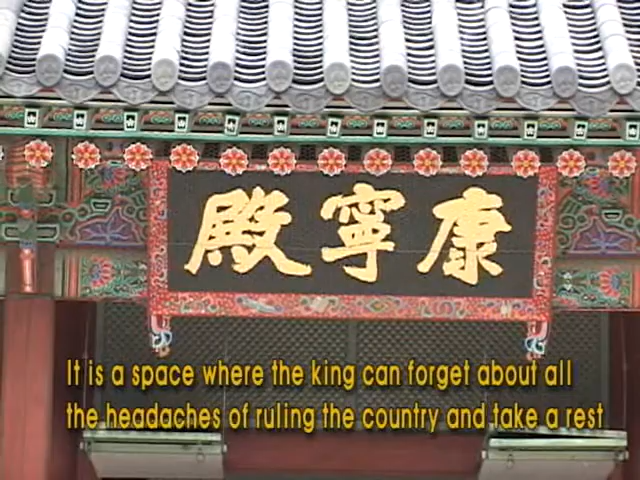 康寧殿
It is a space where the king can forget about all
the headaches of ruling the country and take a rest